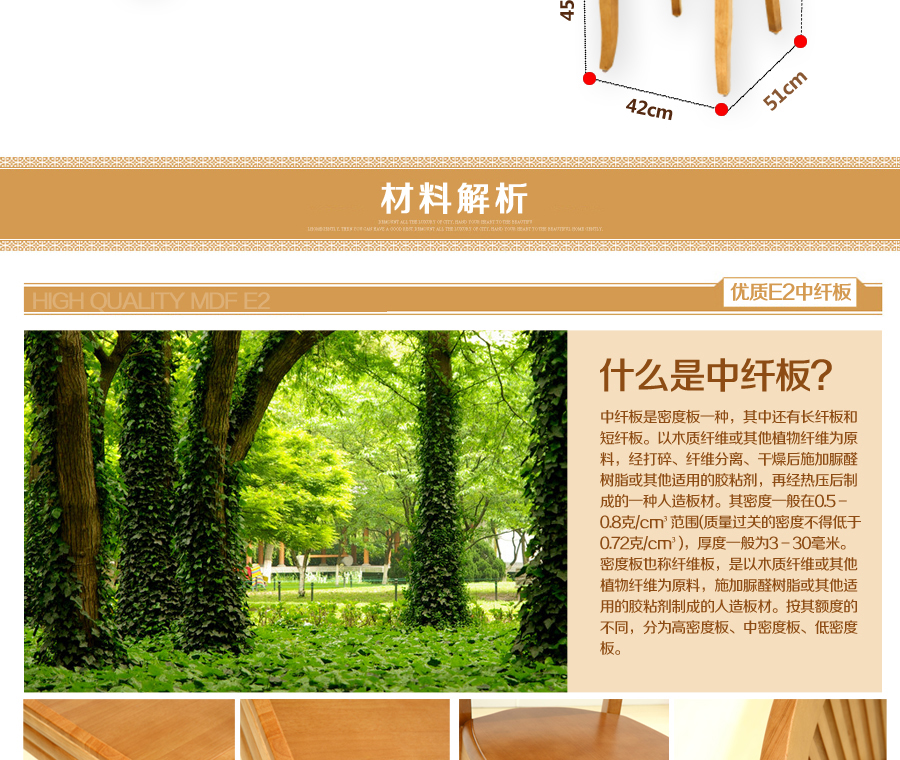 45
42cm
51cm
材料解析
HIGH QUALITY MDF E2
优质E2中纤板
什么是中纤板?
中纤板是密度板一种，其中还有长纤板和
短纤板。以木质纤维或其他植物纤维为原
料，经打碎、纤维分离、干燥后施加脲醛
树脂或其他适用的胶粘剂，再经热压后制
成的一种人造板材。其密度一般在0.5－
0.8克/cm³ 范围(质量过关的密度不得低于
0.72克/cm³ )，厚度一般为3－30毫米。
密度板也称纤维板，是以木质纤维或其他
植物纤维为原料，施加脲醛树脂或其他适
用的胶粘剂制成的人造板材。按其额度的
不同，分为高密度板、中密度板、低密度
板。